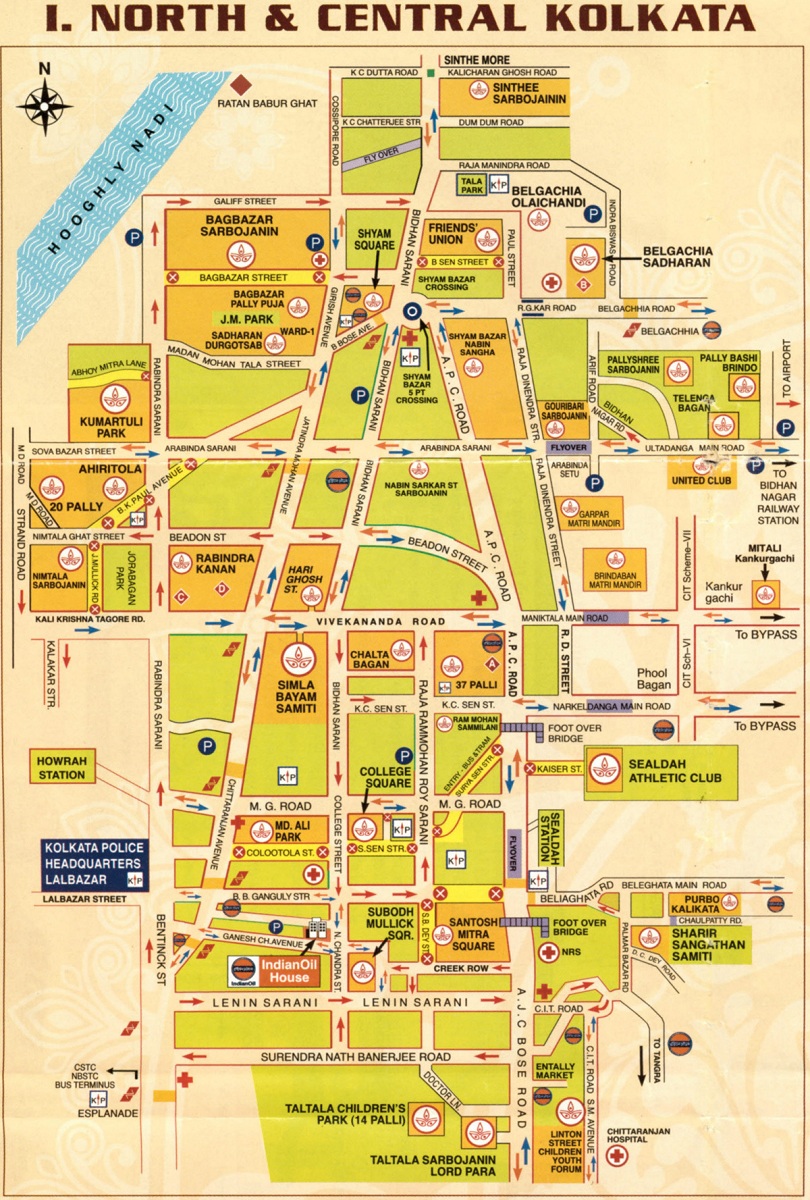 I. NORTH & CENTRAL KOLKATA
N
HOOGHLY NADI
RATAN BABUR GHAT
SINTHE MORE
K C DUTTA ROAD
KALICHARAN GHOSH ROAD
COSSIPORE ROAD
SINTHEE
SARBOJAININ
K C CHATTERJEE STR
DUM DUM ROAD
FLY OVER
RAJA MANINDRA ROAD
TALA
PARK
KP
BELGACHIA
OLAICHANDI
P
INDRA BISWAS ROAD
GALIFF STREET
BAGBAZAR
SARBOJANIN
P
P
SHYAM
SQUARE
BIDHAN SARANI
FRIENDS'
UNION
PAUL STREET
B SEN STREET
BELGACHIA
SADHARAN
B
BAGBAZAR STREET
SHYAM BAZAR
CROSSING
BAGBAZAR
PALLY PUJA
J.M. PARK
SADHARAN
DURGOTSAB
WARD-1
GIRISH AVENUE
KP
B BOSE AVE.
R.G.KAR ROAD
BELGACHHIA ROAD
BELGACHHIA
KP
SHYAM
BAZAR
5 PT
CROSSING
SHYAM BAZAR
NABIN
SANGHA
A.P.C. ROAD
RAJA DINENDRA STR.
ARIF ROAD
PALLYSHREE
SARBOJANIN
PALLY BASHI
BRINDO
TELENGA
BAGAN
TO AIRPORT
MADAN MOHAN TALA STREET
ABHOY MITRA LANE
RABINDRA SARANI
KUMARTULI
PARK
P
BIDHAN SARANI
GOURIBARI
SARBOJANIN
BIDHAN
NAGAR RD
P
M D ROAD
SOVA BAZAR STREET
ARABINDA SARANI
JATINDRA MOHAN AVENUE
ARABINDA SARANI
FLYOVER
ULTADANGA MAIN ROAD
ARABINJA
SETU
P
UNITED CLUB
P
TO
BIDHAN
NAGAR
RAILWAY
STATION
AHIRITOLA
20 PALLY
M D ROAD
B.K.PAUL AVENUE
KP
STRAND ROAD
BIDHAN SARANI
NABIN SARKAR ST
SARBOJANIN
RAJA DINENDRA STREET
GARPAR
MATRI MANDIR
NIMTALA GHAT STREET
BEADON ST
BEADON STREET
A.P.C. ROAD
NIMTALA
SARBOJANIN
J.MULLICK RD
JORABAGAN
PARK
RABINDRA
KANAN
C
D
HARI
GHOSH
ST.
BRINDABAN
MATRI MANDIR
CIT Scheme–VII
MITALI
Kankurgachi
Kankur
gachi
KALI KRISHNA TAGORE RD.
VIVEKANANDA ROAD
MANIKTALA MAIN ROAD
To BYPASS
KALAKAR STR.
RABINDRA SARANI
SIMLA
BAYAM
SAMITI
CHALTA
BAGAN
A
KP
37 PALLI
A.P.C. ROAD
R.D. STREET
Phool
Bagan
CIT Sch–VI
BIDHAN SARANI
RAJA RAMMOHAN ROY SARANI
K.C. SEN ST.
K.C. SEN ST.
NARKELDANGA MAIN ROAD
To BYPASS
RAM MOHAN
SAMMILANI
FOOT OVER
BRIDGE
P
P
HOWRAH
STATION
KP
COLLEGE
SQUARE
ENTRY - BUS & TRAM
SURYA SEN STR.
KAISER ST.
SEALDAH
ATHLETIC CLUB
CHITTARANJAN AVENUE
M. G. ROAD
M. G. ROAD
COLLEGE STREET
MD. ALI
PARK
KP
COLOOTOLA ST.
S.SEN STR.
KP
FLYOVER
SEALDAH
STATION
KOLKATA POLICE
HEADQUARTERS
LALBAZAR
KP
KP
LALBAZAR STREET
B. B. GANGULY STR
BELIAGHATA RD
BELEGHATA MAIN ROAD
PURBO
KALIKATA
CHAULPATTY RD.
BENTINCK ST
P
GANESH CH.AVENUE
N. CHANDRA ST.
SUBODH
MULLICK
SQR.
S.B. DEY ST
SANTOSH
MITRA
SQUARE
FOOT OVER
BRIDGE
NRS
PALMAR BAZAR RD
SHARIR
SANGATHAN
SAMITI
D.C. DEY ROAD
IndianOil
IndianOil
House
CREEK ROW
LENIN SARANI
LENIN SARANI
A.J.C BOSE ROAD
C.I.T. ROAD
TO TANGRA
SURENDRA NATH BANERJEE ROAD
C.I.T. ROAD S.M. AVENUE
CSTC
NBSTC
BUS TERMINUS
KP
ESPLANADE
DOCTOR LN
ENTALLY
MARKET
TALTALA CHILDREN'S
PARK (14 PALLI)
TALTALA SARBOJANIN
LORD PARA
LINTON
STREET
CHILDREN
YOUTH
FORUM
CHITTARANJAN
HOSPITAL